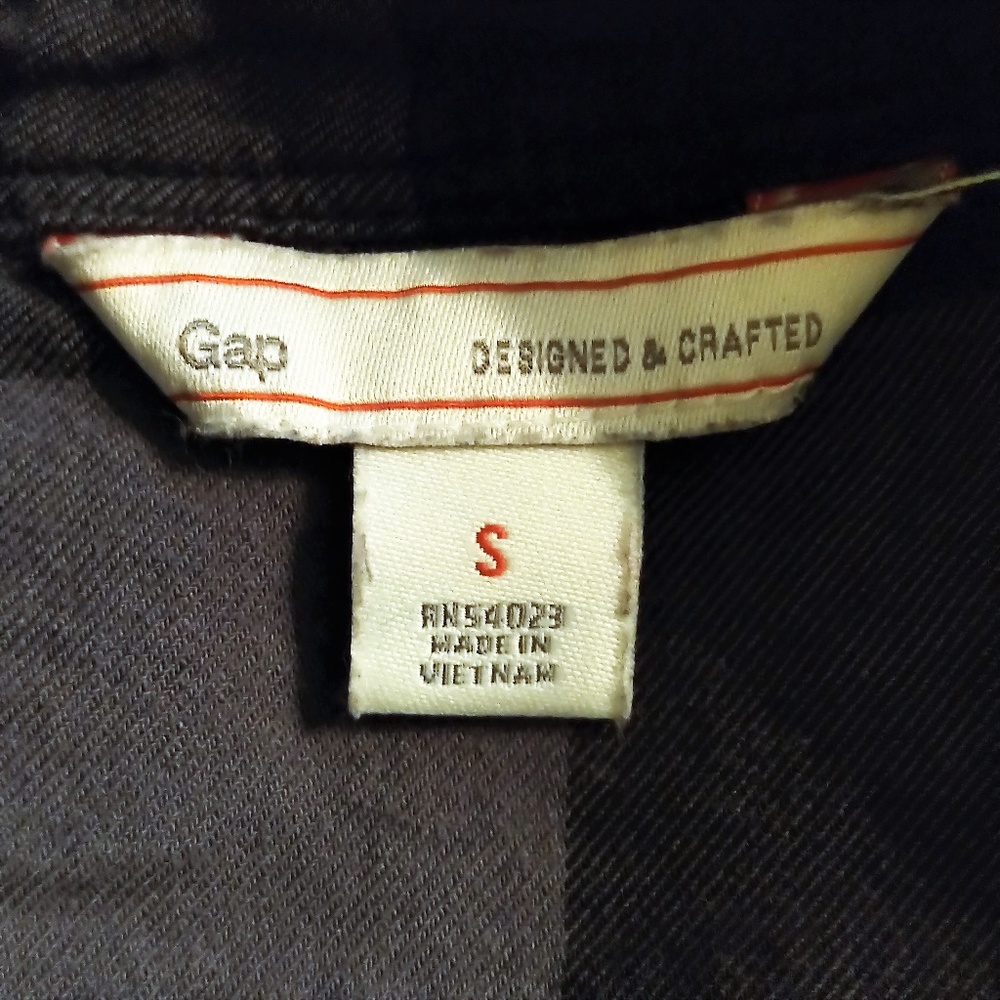 Gap DESIGNED & CRAFTED
S
RN54023
MADE IN
VIETNAM